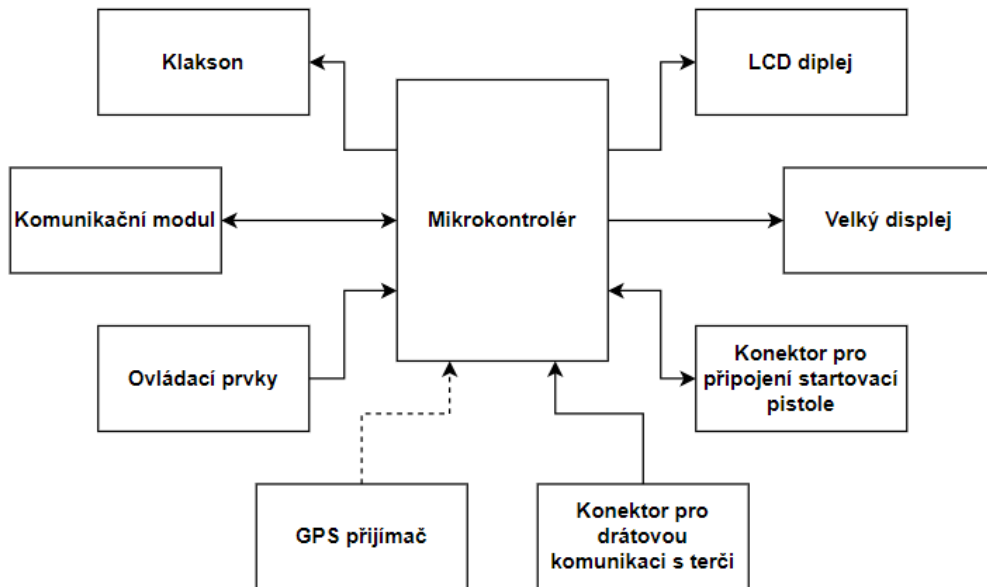 Klakson
LCD diplej
Komunikační modul
Mikrokontrolér
Velký displej
Ovládací prvky
Konektor pro
připojení startovací
pistole
GPS přijímač
Konektor pro
drátovou
komunikaci s terči